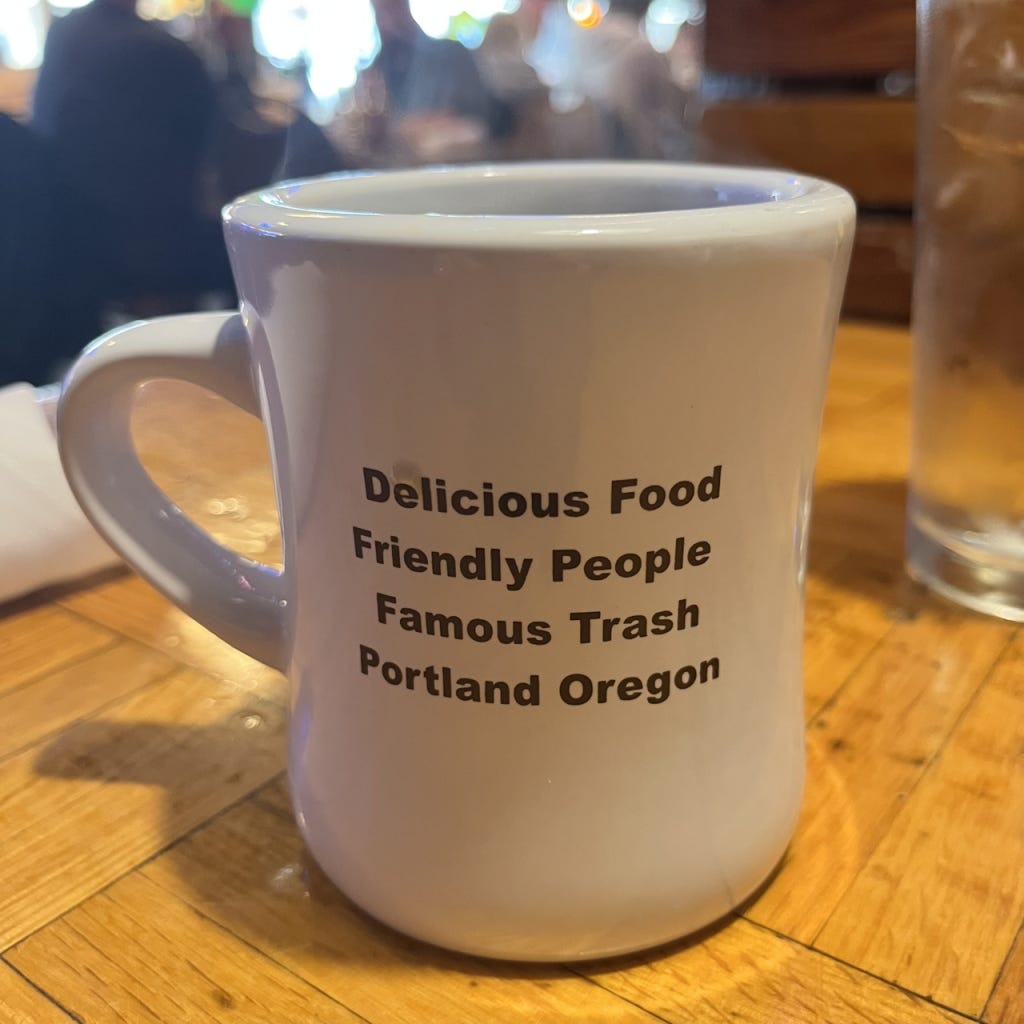 Delicious Food
Friendly People
Famous Trash
Portland Oregon